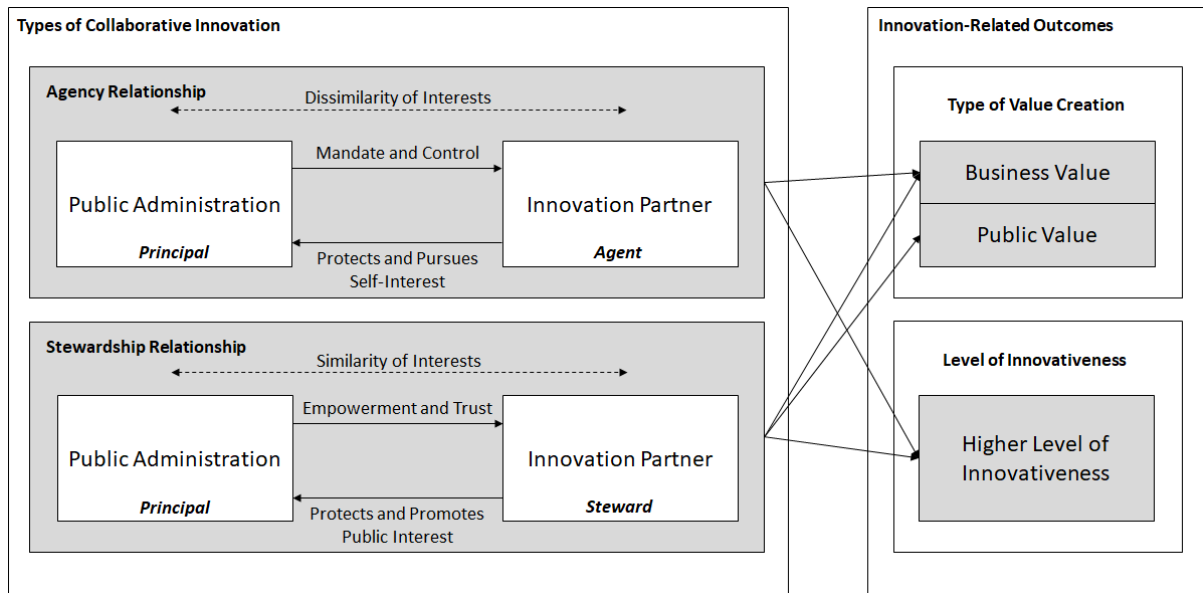 Types of Collaborative Innovation
Agency Relationship
Dissimilarity of Interests
Mandate and Control
Public Administration
Principal
Innovation Partner
Agent
Protects and Pursues
Self-Interest
Stewardship Relationship
Similarity of Interests
Empowerment and Trust
Public Administration
Principal
Innovation Partner
Steward
Protects and Promotes
Public Interest
Innovation-Related Outcomes
Type of Value Creation
Business Value
Public Value
Level of Innovativeness
Higher Level of
Innovativeness